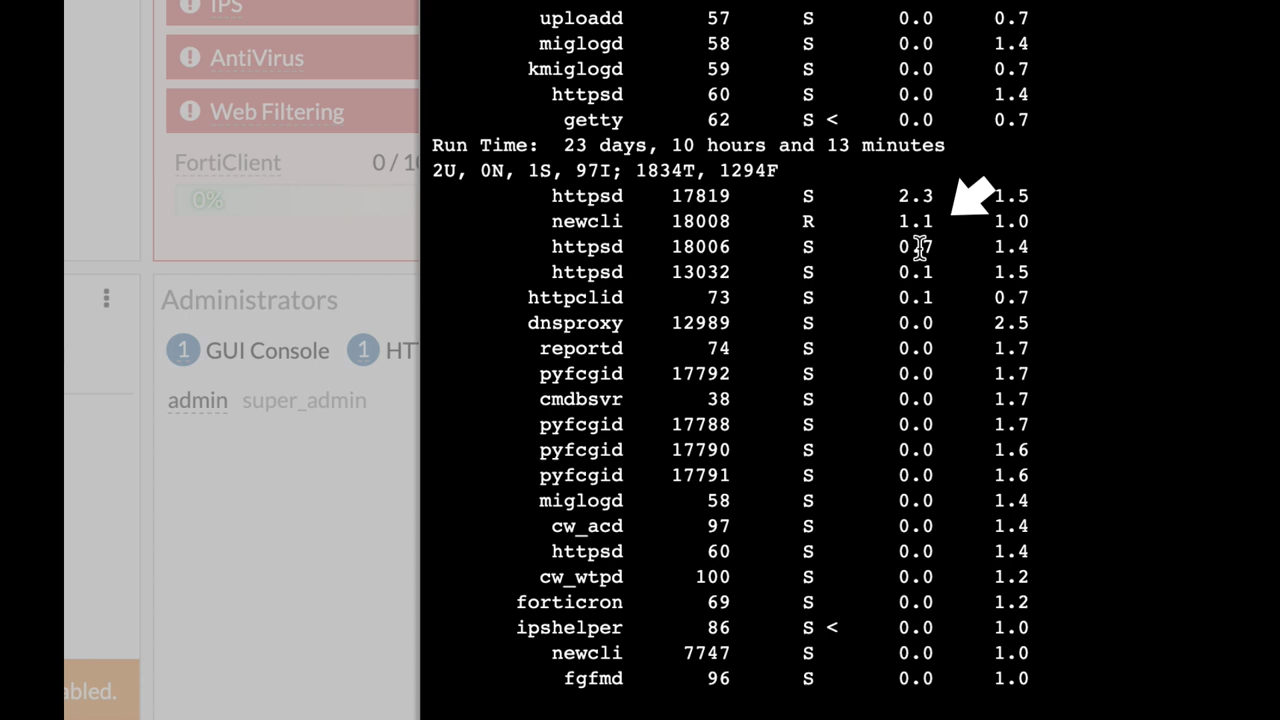 IPS
AntiVirus
Web Filtering
FortiClient 0 / 10
0%
Administrators
1 GUI Console 1 HT
admin super_admin
abled.
uploadd 57 S 0.0 0.7
miglogd 58 S 0.0 1.4
kmiglogd 59 S 0.0 0.7
httpsd 60 S 0.0 1.4
getty 62 S < 0.0 0.7
Run Time: 23 days, 10 hours and 13 minutes
2U, 0N, 1S, 97I; 1834T, 1294F
httpsd 17819 S 2.3 1.5
newcli 18008 R 1.1 1.0
httpsd 18006 S 0.7 1.4
httpsd 13032 S 0.1 1.5
httpclid 73 S 0.1 0.7
dnsproxy 12989 S 0.0 2.5
reportd 74 S 0.0 1.7
pyfcgid 17792 S 0.0 1.7
cmdbsvr 38 S 0.0 1.7
pyfcgid 17788 S 0.0 1.7
pyfcgid 17790 S 0.0 1.6
pyfcgid 17791 S 0.0 1.6
miglogd 58 S 0.0 1.4
cw_acd 97 S 0.0 1.4
httpsd 60 S 0.0 1.4
cw_wtpd 100 S 0.0 1.2
forticron 69 S 0.0 1.2
ipshelper 86 S < 0.0 1.0
newcli 7747 S 0.0 1.0
fgfmd 96 S 0.0 1.0